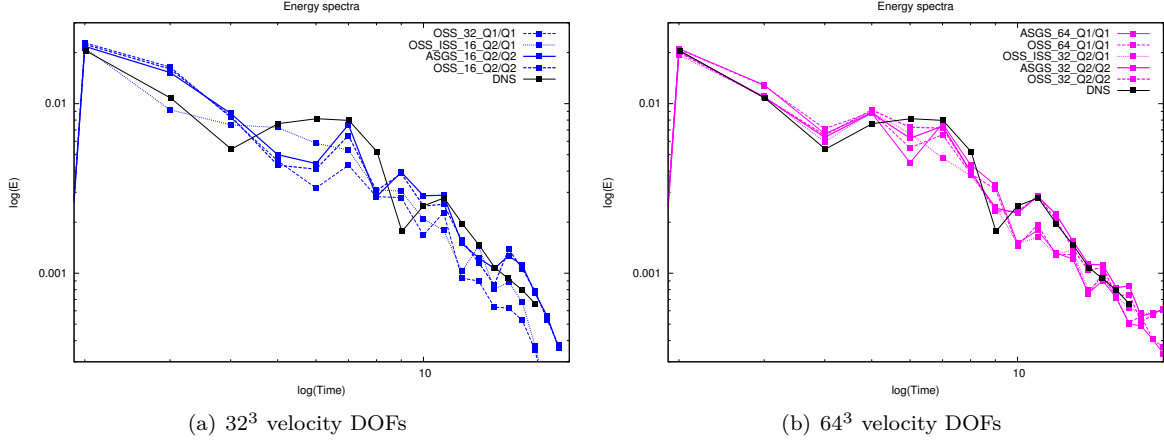 Energy spectra
OSS_32_Q1/Q1
OSS_ISS_16_Q2/Q1
ASGS_16_Q2/Q2
OSS_16_Q2/Q2
DNS
0.01
0.001
log(E)
10
log(Time)
(a) 32³ velocity DOFs
Energy spectra
ASGS_64_Q1/Q1
OSS_64_Q1/Q1
OSS_ISS_32_Q2/Q1
ASGS_32_Q2/Q2
OSS_32_Q2/Q2
DNS
0.01
0.001
log(E)
10
log(Time)
(b) 64³ velocity DOFs